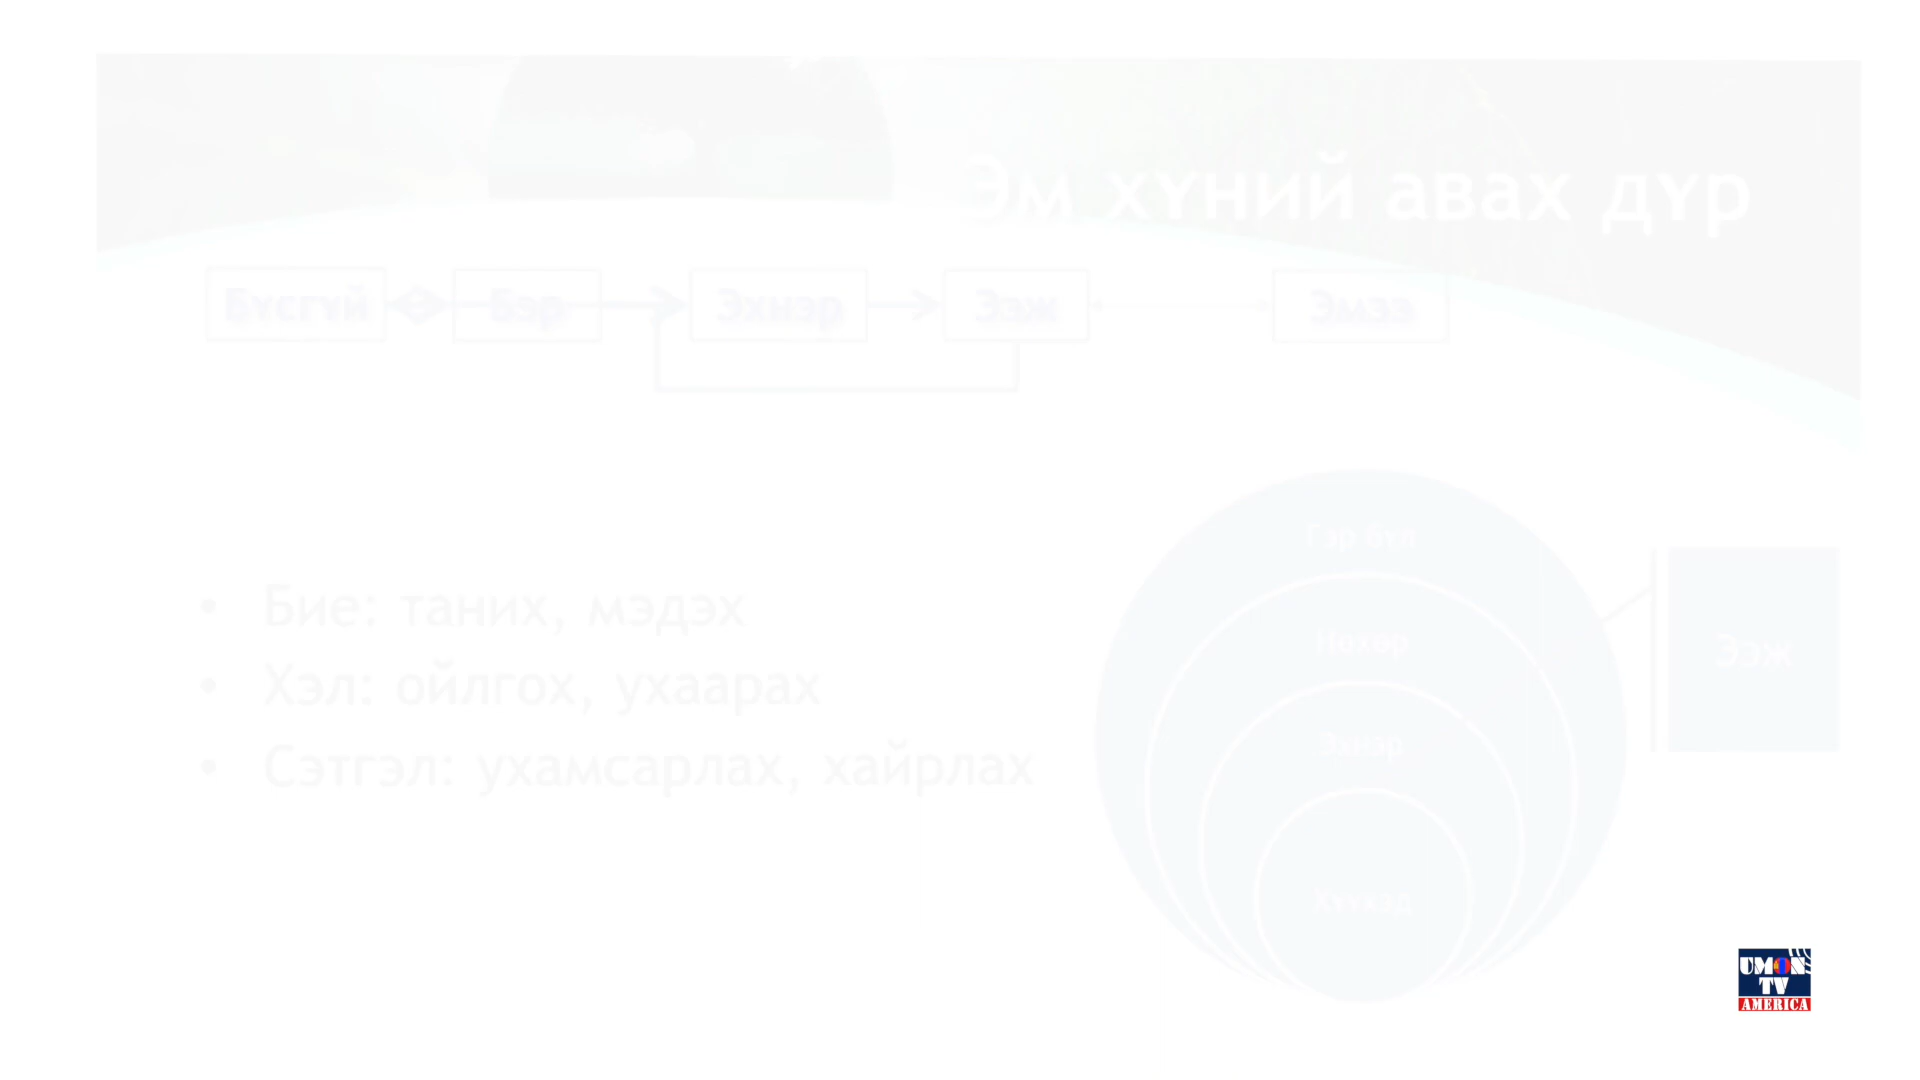 Эм хүний авах дүр
Бүсгүй
Бэр
Эхнэр
Ээж
Эмээ
• Бие: таних, мэдэх
• Хэл: ойлгох, ухаарах
• Сэтгэл: ухамсарлах, хайрлах
Гэр бүл
Нөхөр
Эхнэр
Хүүхэд
Ээж
UMON
TV
AMERICA